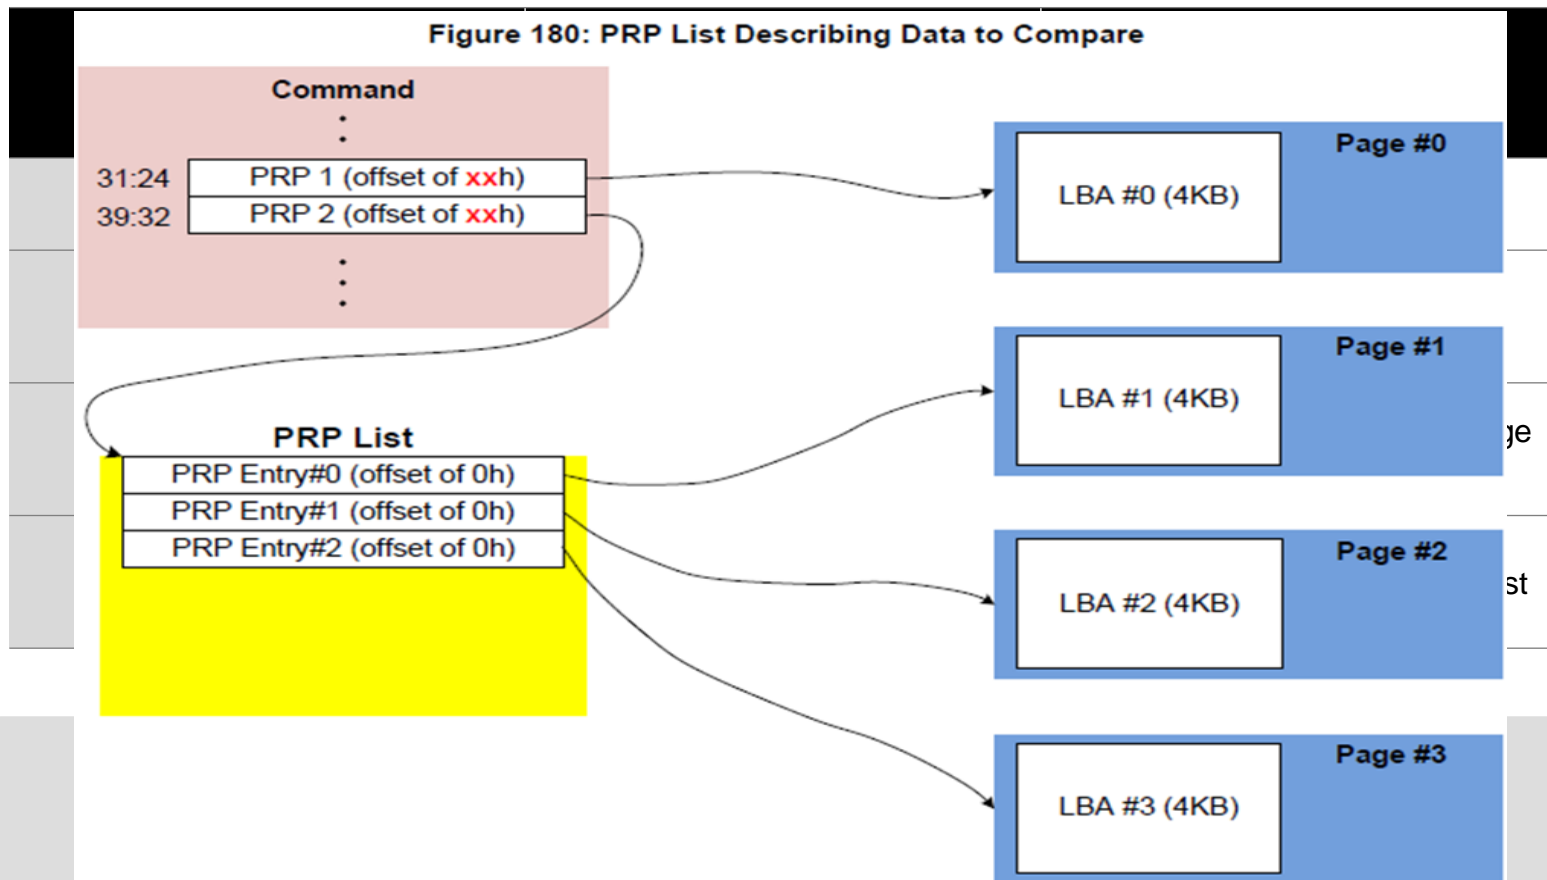 Figure 180: PRP List Describing Data to Compare
Command
31:24 PRP 1 (offset of xxh)
39:32 PRP 2 (offset of xxh)
PRP List
PRP Entry#0 (offset of 0h)
PRP Entry#1 (offset of 0h)
PRP Entry#2 (offset of 0h)
Page #0
LBA #0 (4KB)
Page #1
LBA #1 (4KB)
Page #2
LBA #2 (4KB)
Page #3
LBA #3 (4KB)